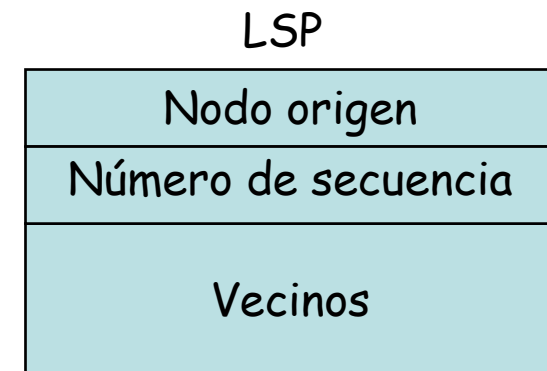 LSP
Nodo origen
Número de secuencia
Vecinos